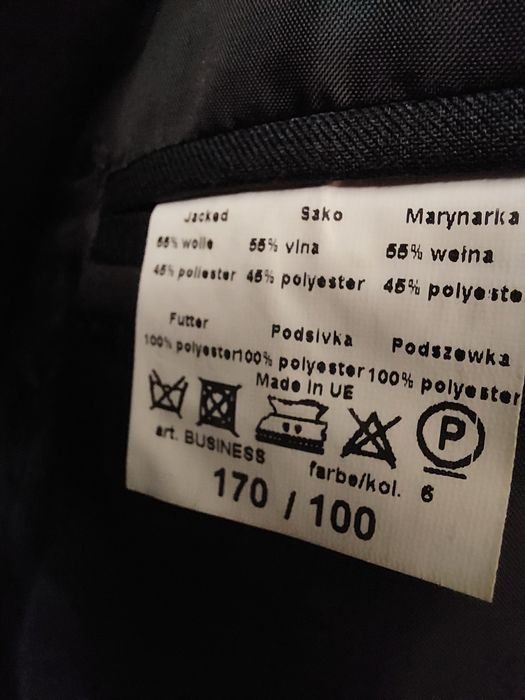 Jacked Sako Marynarka
55% wolle 55% vlna 55% wełna
45% poliester 45% polyester 45% polyester
Futter Podsivka Podszewka
100% polyester 100% polyester 100% polyester
Made in UE
P
art. BUSINESS farbe/kol. 6
170 / 100